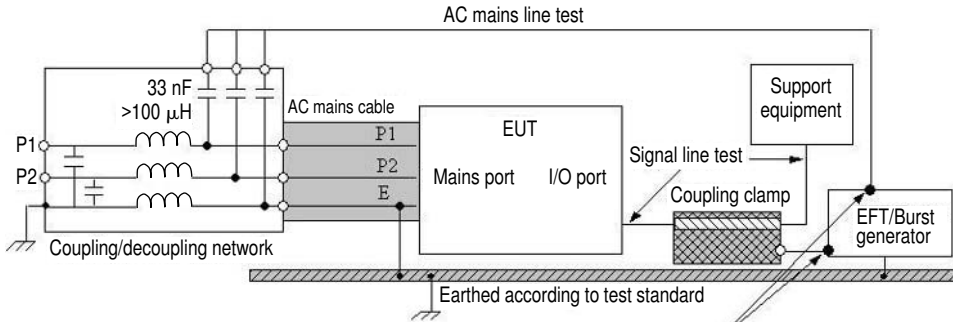 AC mains line test
33 nF
>100 μH
AC mains cable
Support
equipment
P1
P1
EUT
P2
P2
Mains port
I/O port
Signal line test
E
Coupling clamp
EFT/Burst
generator
Coupling/decoupling network
Earthed according to test standard